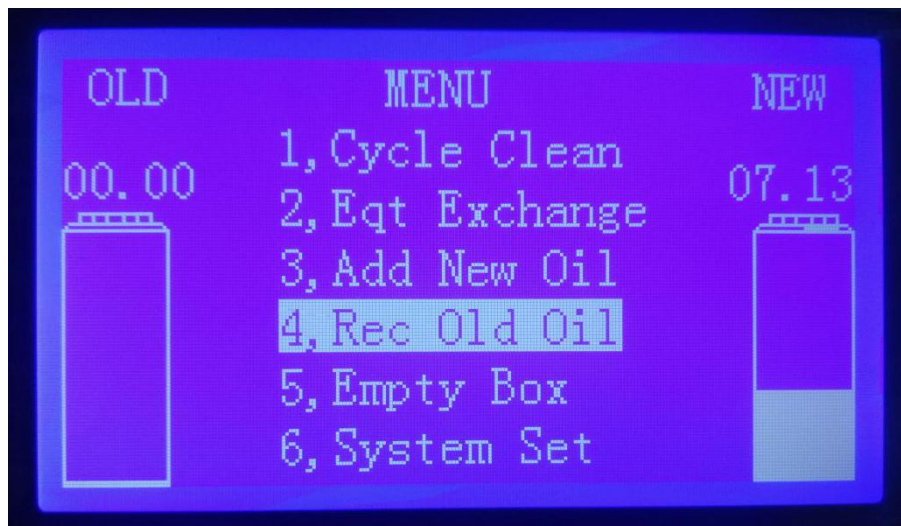 OLD MENU NEW
1,Cycle Clean
00.00 07.13
2,Eqt Exchange
3,Add New Oil
4,Rec Old Oil
5,Empty Box
6,System Set